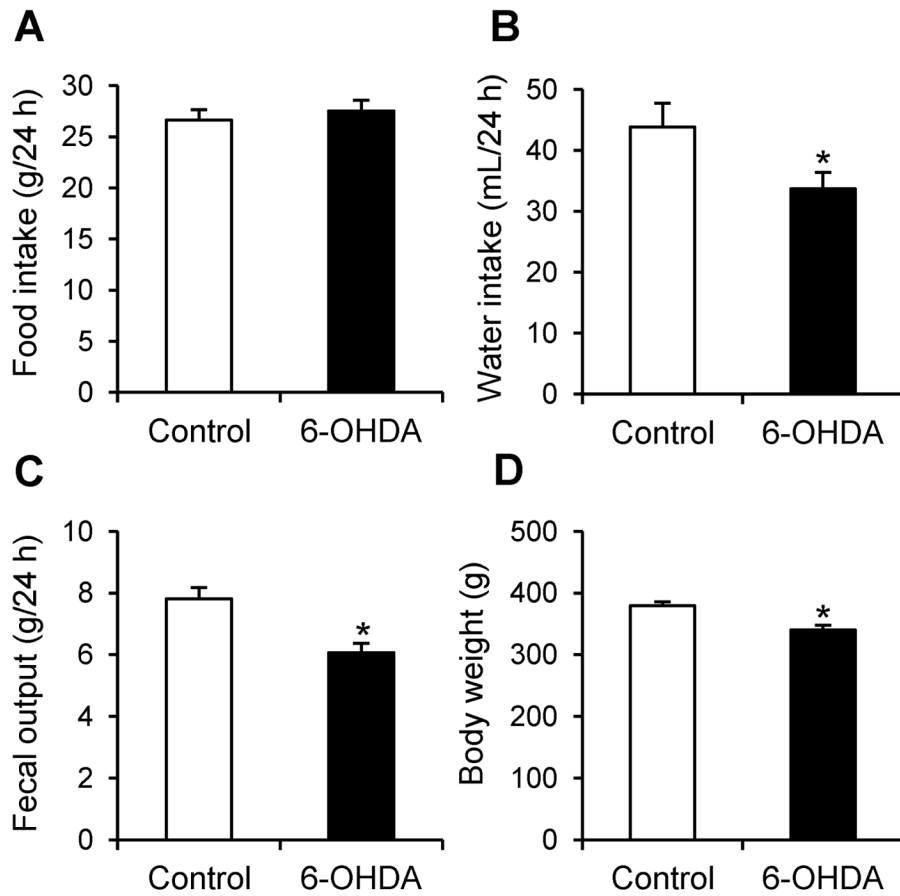 A
Food intake (g/24 h)
30
25
20
15
10
5
0
Control 6-OHDA
B
Water intake (mL/24 h)
50
40
30
20
10
0
*
Control 6-OHDA
C
Fecal output (g/24 h)
10
8
6
4
2
0
*
Control 6-OHDA
D
Body weight (g)
500
400
300
200
100
0
*
Control 6-OHDA